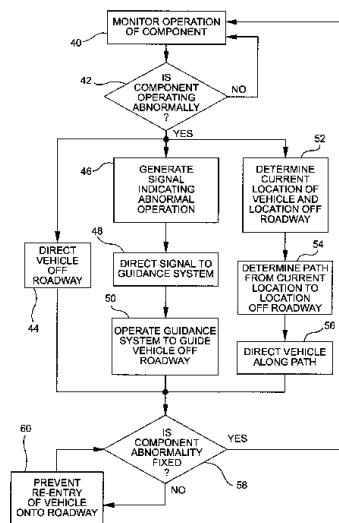 MONITOR OPERATION
OF COMPONENT
40
42
IS
COMPONENT
OPERATING
ABNORMALLY
?
NO
YES
46
GENERATE
SIGNAL
INDICATING
ABNORMAL
OPERATION
52
DETERMINE
CURRENT
LOCATION OF
VEHICLE AND
LOCATION OFF
ROADWAY
DIRECT
VEHICLE
OFF
ROADWAY
44
48
DIRECT SIGNAL TO
GUIDANCE SYSTEM
54
DETERMINE PATH
FROM CURRENT
LOCATION TO
LOCATION
OFF ROADWAY
50
OPERATE GUIDANCE
SYSTEM TO GUIDE
VEHICLE OFF
ROADWAY
56
DIRECT VEHICLE
ALONG PATH
IS
COMPONENT
ABNORMALITY
FIXED
?
YES
NO
58
60
PREVENT
RE-ENTRY OF
VEHICLE ONTO
ROADWAY